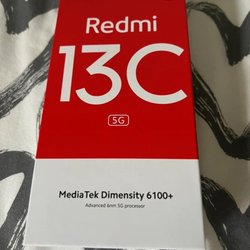 Redmi
13C
5G
MediaTek Dimensity 6100+
Advanced 6nm 5G processor